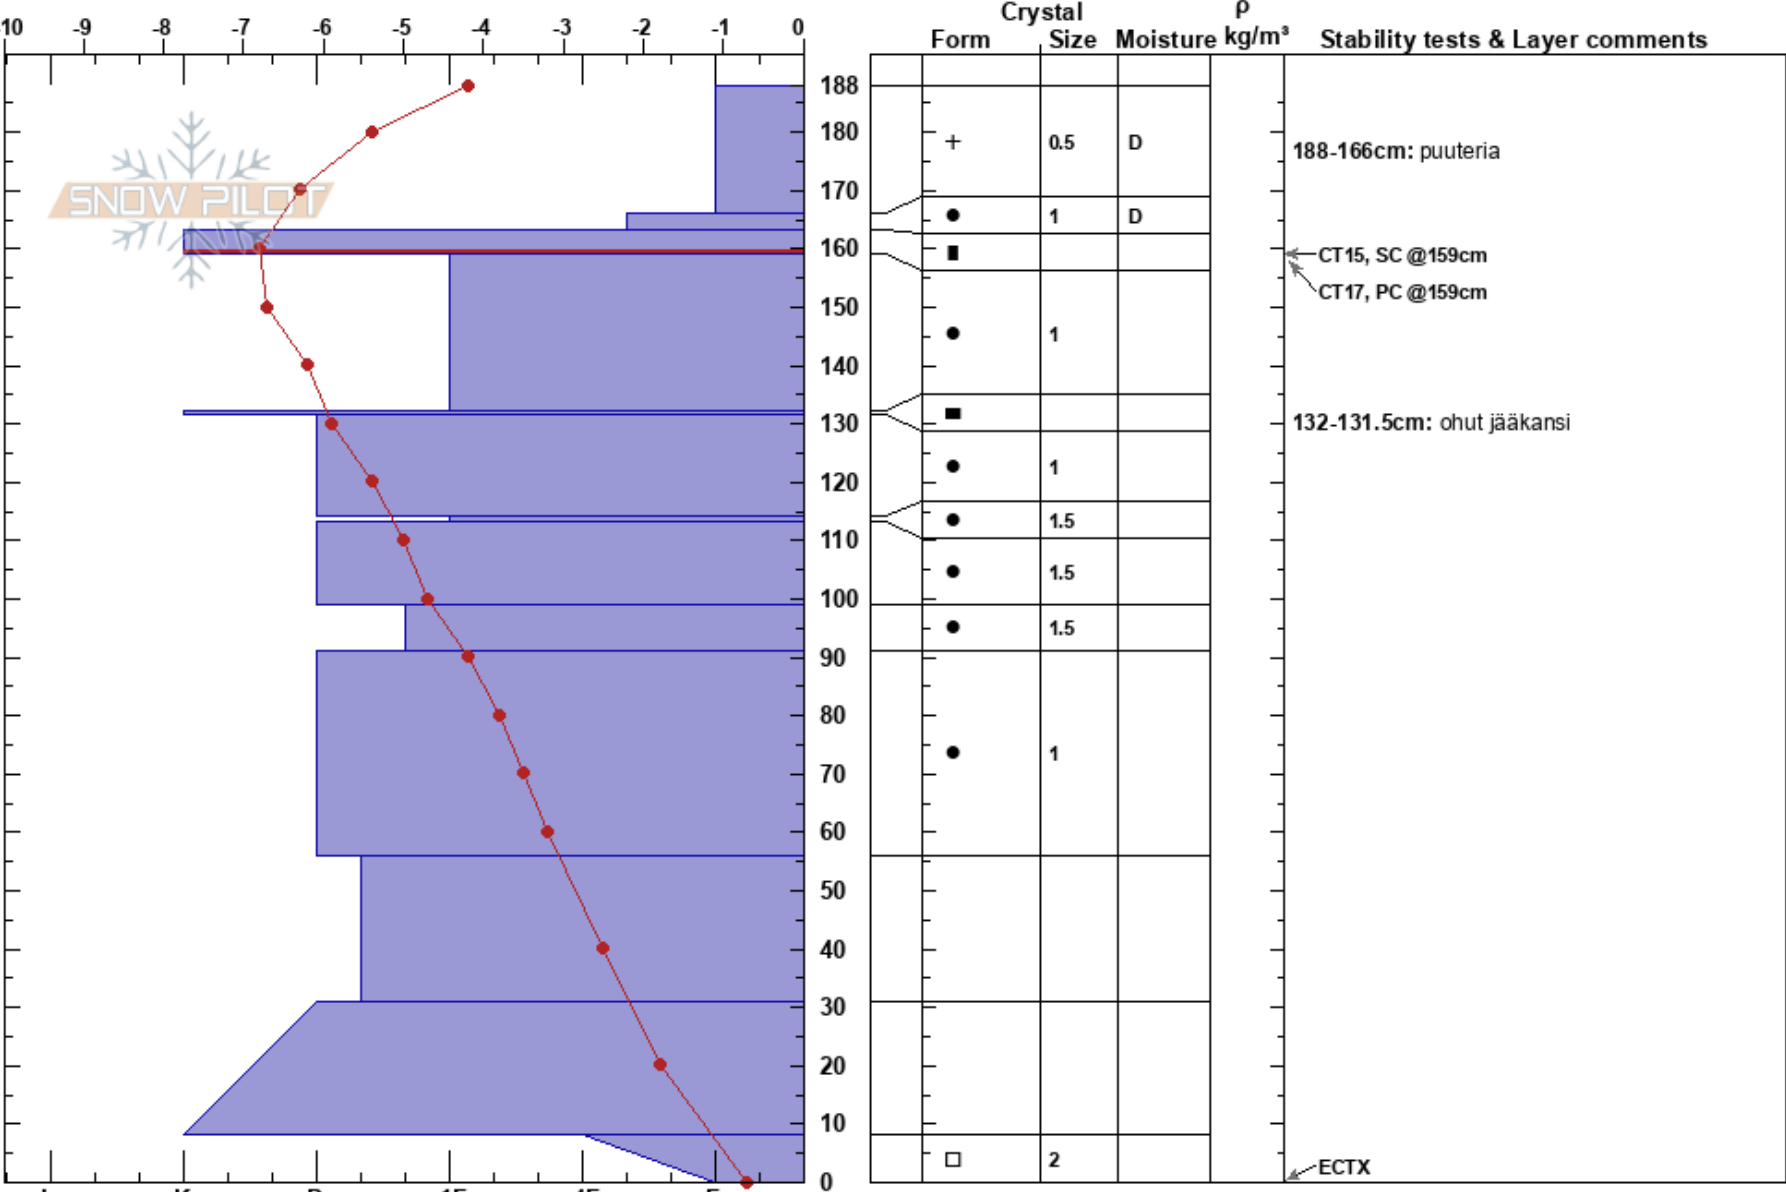 -10 -9 -8 -7 -6 -5 -4 -3 -2 -1 0
Crystal ρ
Form Size Moisture kg/m³ Stability tests & Layer comments
188
180 + 0.5 D 188-166cm: puuteria
SNOW PILOT
170
1 D
160 CT15, SC @159cm
CT17, PC @159cm
150
1
140
130 132-131.5cm: ohut jääkansi
1
120
1.5
110
1.5
100
1.5
90
80
1
70
60
50
40
30
20
10
2
ECTX
0